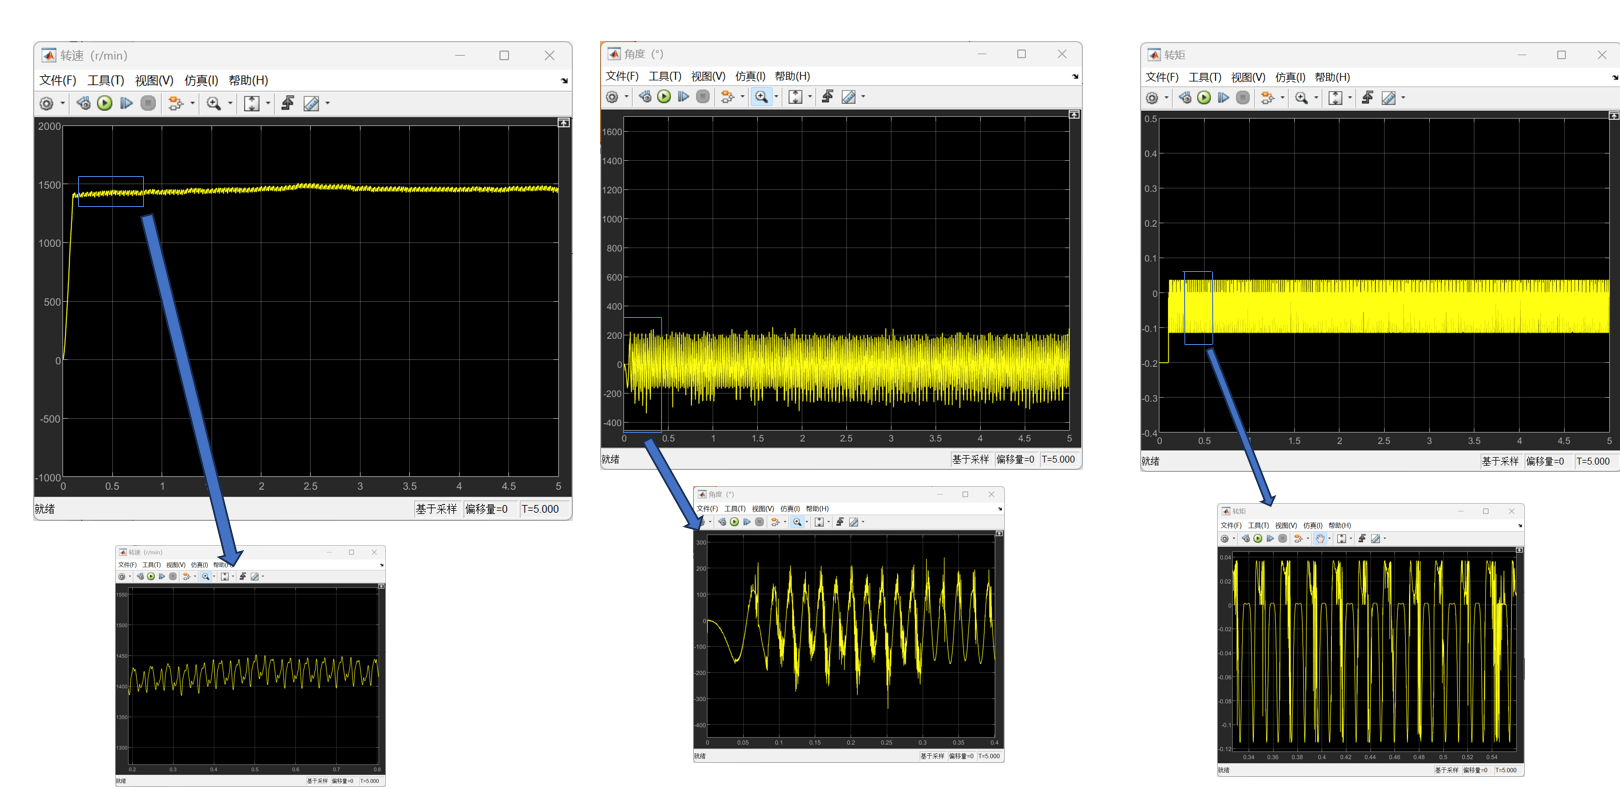 转速 (r/min)
文件(F) 工具(T) 视图(V) 仿真(I) 帮助(H)
2000
1500
1000
500
0
-500
-1000
0 0.5 1 2 2.5 3 3.5 4 4.5 5
就绪 基于采样 偏移量=0 T=5.000
角度 (°)
文件(F) 工具(T) 视图(V) 仿真(I) 帮助(H)
1600
1400
1200
1000
800
600
400
200
0
-200
-400
0 0.5 1 1.5 2 2.5 3 3.5 4 4.5 5
就绪 基于采样 偏移量=0 T=5.000
转矩
文件(F) 工具(T) 视图(V) 仿真(I) 帮助(H)
0.5
0.4
0.3
0.2
0.1
0
-0.1
-0.2
-0.3
-0.4
0 0.5 1.5 2 2.5 3 3.5 4 4.5 5
就绪 基于采样 偏移量=0 T=5.000
转速 (r/min)
文件(F) 工具(T) 视图(V) 仿真(I)
1550
1500
1450
1400
1350
1300
0.2 0.3 0.4 0.5 0.6 0.7 0.8
就绪 基于采样 偏移量=0 T=5.000
角度 (°)
文件(F) 工具(T) 视图(V) 仿真(I) 帮助(H)
300
200
100
0
-100
-200
-300
-400
0 0.05 0.1 0.15 0.2 0.25 0.3 0.35 0.4
就绪 基于采样 偏移量=0 T=5.000
转矩
文件(F) 工具(T) 视图(V) 仿真(I) 帮助(H)
0.04
0.02
0
-0.02
-0.04
-0.06
-0.08
-0.1
-0.12
0.34 0.36 0.38 0.4 0.42 0.44 0.46 0.48 0.5 0.52 0.54
就绪 基于采样 偏移量=0 T=5.000